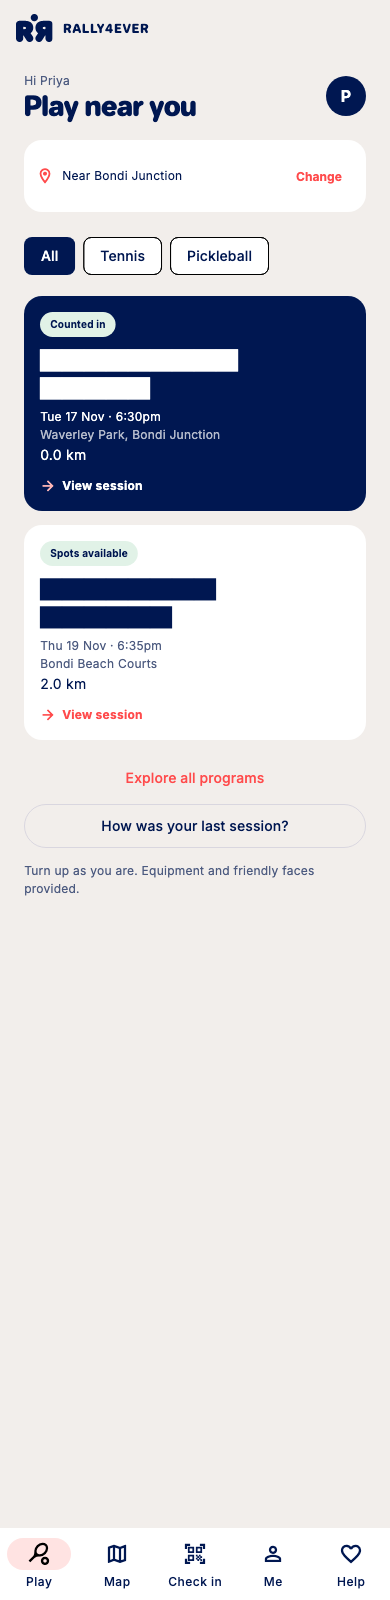 RALLY4EVER
Hi Priya
Play near you
P
Near Bondi Junction
Change
All
Tennis
Pickleball
Counted in
Tue 17 Nov · 6:30pm
Waverley Park, Bondi Junction
0.0 km
View session
Spots available
Thu 19 Nov · 6:35pm
Bondi Beach Courts
2.0 km
View session
Explore all programs
How was your last session?
Turn up as you are. Equipment and friendly faces
provided.
Play
Map
Check in
Me
Help